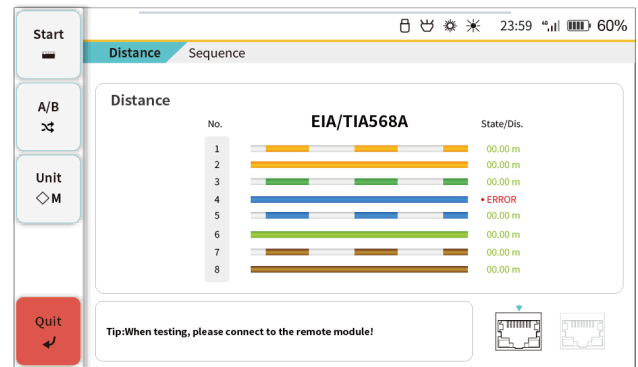 Start
23:59 4G 60%
Distance Sequence
A/B
Distance
No. EIA/TIA568A State/Dis.
1 00.00 m
2 00.00 m
3 00.00 m
4 • ERROR
5 00.00 m
6 00.00 m
7 00.00 m
8 00.00 m
Unit
M
Quit
Tip:When testing, please connect to the remote module!